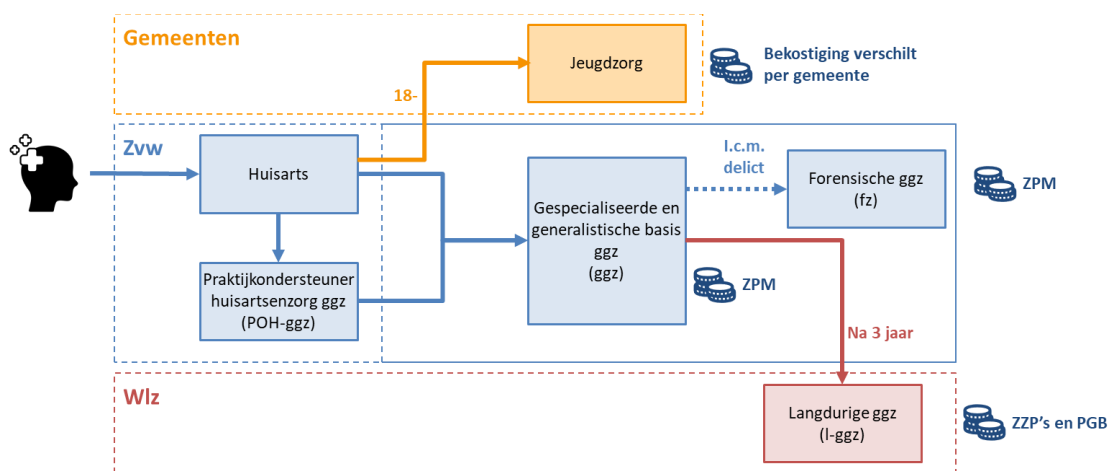 Gemeenten
Jeugdzorg
Bekostiging verschilt
per gemeente
18-
Zvw
Huisarts
Praktijkondersteuner
huisartsenzorg ggz
(POH-ggz)
Gespecialiseerde en
generalistische basis
ggz
(ggz)
I.c.m.
delict
Forensische ggz
(fz)
ZPM
ZPM
Na 3 jaar
Wlz
Langdurige ggz
(l-ggz)
ZZP's en PGB